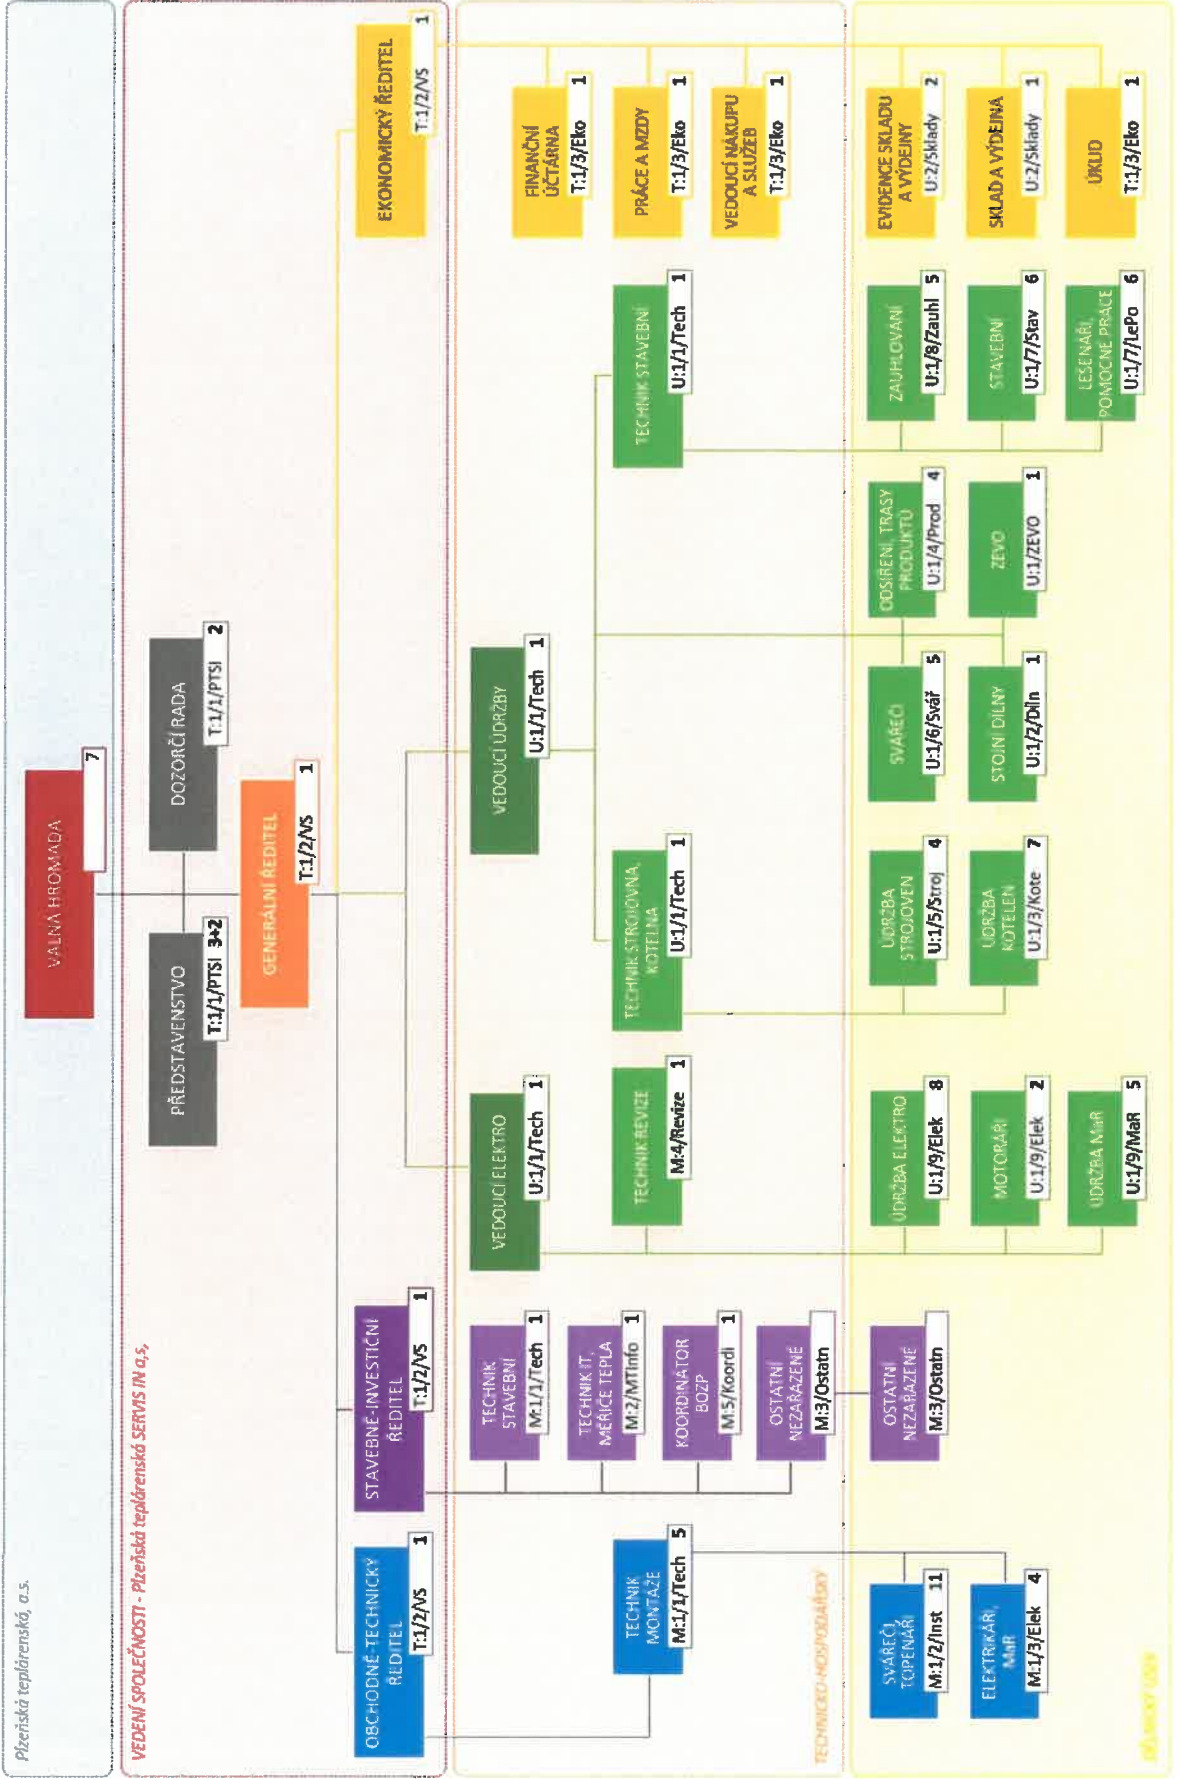 Plzeňská teplárenská, a.s.
VALNÁ HROMADA
7
VEDENÍ SPOLEČNOSTI - Plzeňská teplárenská SERVIS IN a,s,
PŘEDSTAVENSTVO
T:1/1/PTSI 3+2
DOZORČÍ RADA
T:1/1/PTSI 2
GENERÁLNÍ ŘEDITEL
T:1/2/VS 1
OBCHODNĚ-TECHNICKÝ
ŘEDITEL
T:1/2/VS 1
STAVEBNĚ-INVESTIČNÍ
ŘEDITEL
T:1/2/VS 1
EKONOMICKÝ ŘEDITEL
T:1/2/VS 1
TECHNICKO-HOSPODÁŘSKÝ
TECHNIK
MONTÁŽE
M:1/1/Tech 5
TECHNIK
STAVEBNÍ
M:1/1/Tech 1
TECHNIK IT,
MĚŘIČE TEPLA
M:2/MTInfo 1
KOORDINÁTOR
BOZP
M:5/Koordi 1
OSTATNÍ
NEZAŘAZENÉ
M:3/Ostatn
VEDOUCÍ ELEKTRO
U:1/1/Tech 1
TECHNIK REVIZE
M:4/Revize 1
VEDOUCÍ ÚDRŽBY
U:1/1/Tech 1
TECHNIK STROJOVNA,
KOTELNA
U:1/1/Tech 1
TECHNIK STAVEBNÍ
U:1/1/Tech 1
FINANČNÍ
ÚČTÁRNA
T:1/3/Eko 1
PRÁCE A MZDY
T:1/3/Eko 1
VEDOUCÍ NÁKUPU
A SLUŽEB
T:1/3/Eko 1
DĚLNICKÝ ÚSEK
SVÁŘEČI,
TOPENÁŘI
M:1/2/Inst 11
ELEKTRIKÁŘI,
MaR
M:1/3/Elek 4
OSTATNÍ
NEZAŘAZENÉ
M:3/Ostatn
ÚDRŽBA ELEKTRO
U:1/9/Elek 8
MOTORÁŘI
U:1/9/Elek 2
ÚDRŽBA MaR
U:1/9/MaR 5
ÚDRŽBA
STROJOVEN
U:1/5/Stroj 4
ÚDRŽBA
KOTELEN
U:1/3/Kote 7
SVÁŘEČI
U:1/6/Svář 5
STOJNÍ DÍLNY
U:1/2/Díln 1
ODSÍŘENÍ, TRASY
PRODUKTŮ
U:1/4/Prod 4
ZEVO
U:1/ZEVO 1
ZAUHLOVÁNÍ
U:1/8/Zauhl 5
STAVEBNÍ
U:1/7/Stav 6
LEŠENÁŘI,
POMOCNÉ PRÁCE
U:1/7/LePo 6
EVIDENCE SKLADU
A VÝDEJNY
U:2/Sklady 2
SKLAD A VÝDEJNA
U:2/Sklady 1
ÚKLID
T:1/3/Eko 1